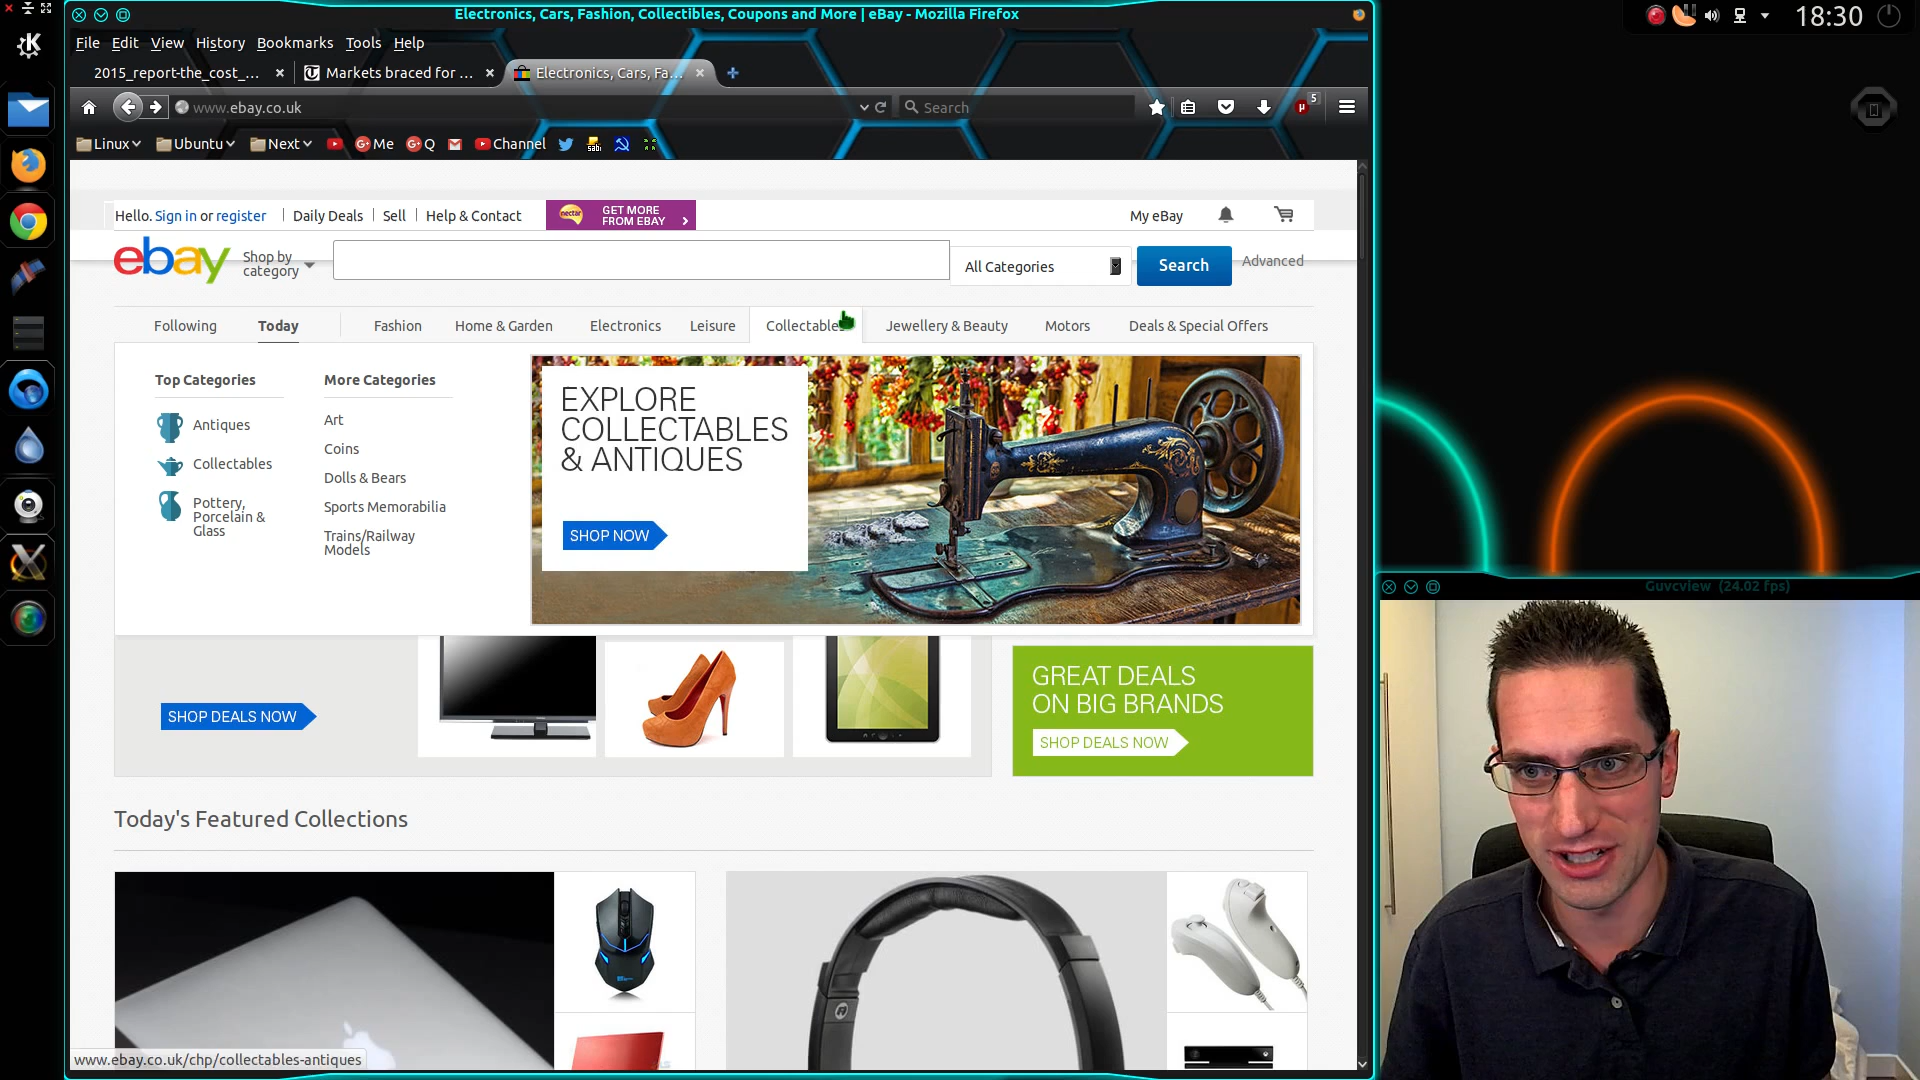 Electronics, Cars, Fashion, Collectibles, Coupons and More | eBay - Mozilla Firefox
18:30
File Edit View History Bookmarks Tools Help
2015_report-the_cost_... Markets braced for ... Electronics, Cars, Fa...
www.ebay.co.uk Search 5
Linux Ubuntu Next Me Q Channel
Hello. Sign in or register Daily Deals Sell Help & Contact
nectar GET MORE
FROM EBAY
My eBay
ebay Shop by
category
All Categories Search Advanced
Following Today Fashion Home & Garden Electronics Leisure Collectables Jewellery & Beauty Motors Deals & Special Offers
Top Categories
Antiques
Collectables
Pottery,
Porcelain &
Glass
More Categories
Art
Coins
Dolls & Bears
Sports Memorabilia
Trains/Railway
Models
EXPLORE
COLLECTABLES
& ANTIQUES
SHOP NOW
SHOP DEALS NOW
GREAT DEALS
ON BIG BRANDS
SHOP DEALS NOW
Today's Featured Collections
www.ebay.co.uk/chp/collectables-antiques
Guvcview (24.02 fps)